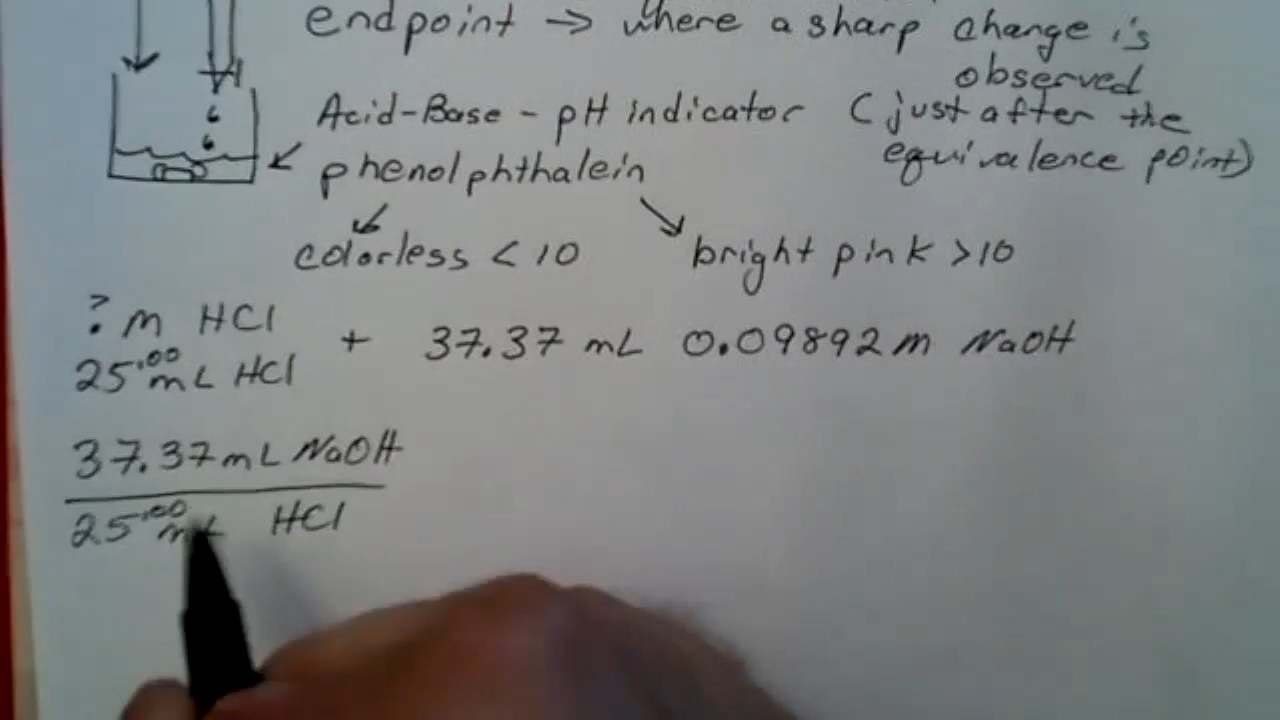 endpoint → where a sharp change is
observed
Acid-Base - pH indicator (just after the
equivalence point)
phenolphthalein
colorless < 10 bright pink > 10
? m HCl + 37.37 mL 0.09892 m NaOH
25.00 mL HCl
37.37 mL NaOH
25.00 mL HCl